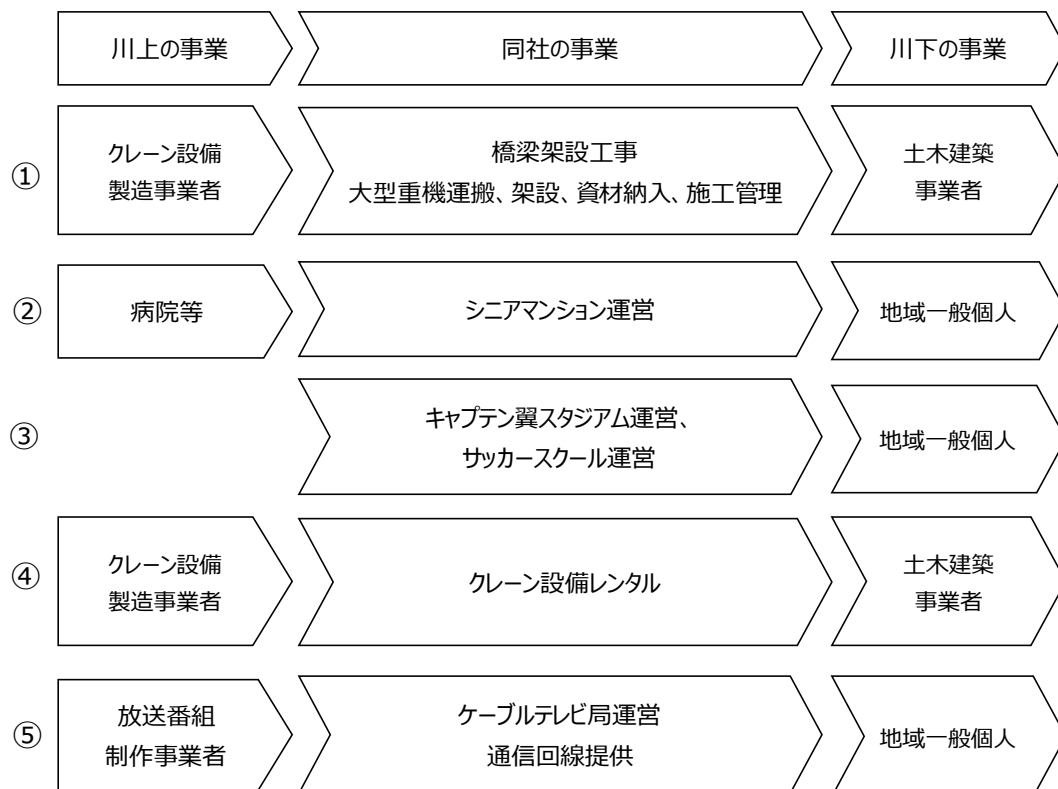 川上の事業
同社の事業
川下の事業
①
クレーン設備
製造事業者
橋梁架設工事
大型重機運搬、架設、資材納入、施工管理
土木建築
事業者
②
病院等
シニアマンション運営
地域一般個人
③
キャプテン翼スタジアム運営、
サッカースクール運営
地域一般個人
④
クレーン設備
製造事業者
クレーン設備レンタル
土木建築
事業者
⑤
放送番組
制作事業者
ケーブルテレビ局運営
通信回線提供
地域一般個人